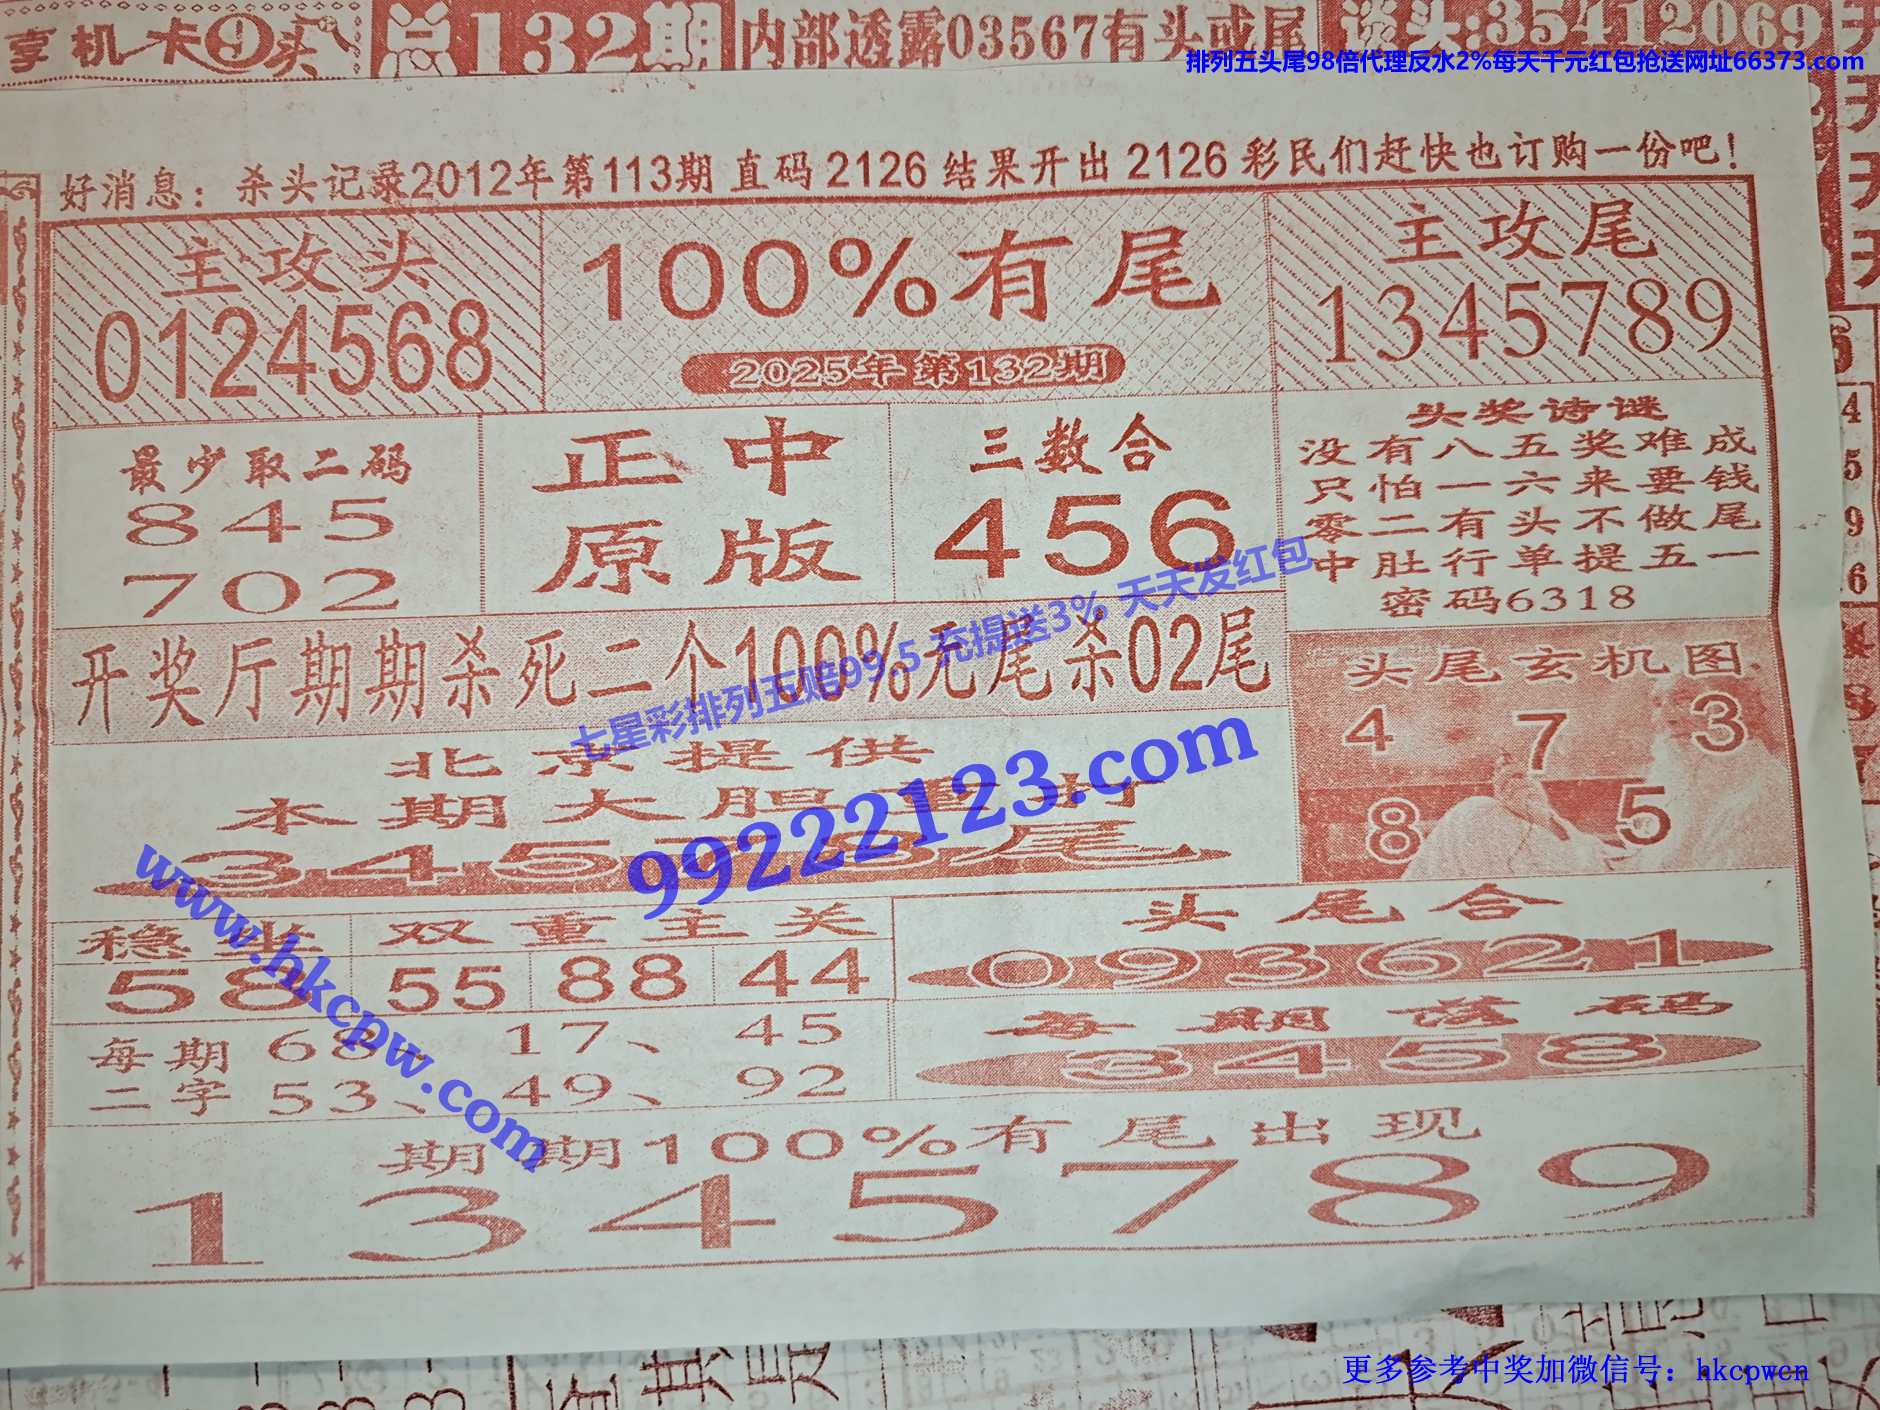 享机卡9头
总132期
内部透露03567有头或尾
谈头:35412069
排列五头尾98倍代理反水2%每天千元红包抢送网址66373.com
好消息：杀头记录2012年第113期直码2126结果开出2126彩民们赶快也订购一份吧！
主攻头
0124568
100%有尾
2025年第132期
主攻尾
1345789
最少取二码
845
702
正中
原版
三数合
456
头奖诗谜
没有八五奖难成
只怕一六来要钱
零二有头不做尾
中肚行单提五一
密码6318
开奖厅期期杀死二个100%无尾杀02尾
七星彩排列五赔99.5 充提送3% 天天发红包
头尾玄机图
4 7 3
8 5
北京提供
本期大胆
尾
99222123.com
www.hkcpw.com
稳坐
58
双重主关
55 88 44
头尾合
093621
每期 68、17、45
二字 53、49、92
每期落码
3458
期期100%有尾出现
1345789
更多参考中奖加微信号：hkcpwcn